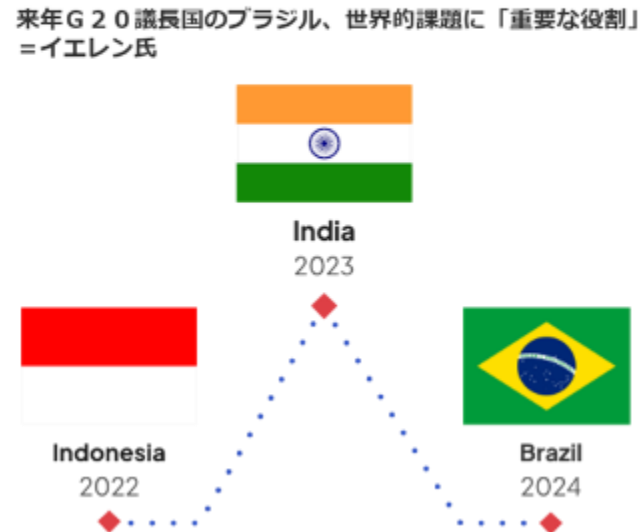 来年Ｇ２０議長国のブラジル、世界的課題に「重要な役割」
＝イエレン氏
India
2023
Indonesia
2022
Brazil
2024